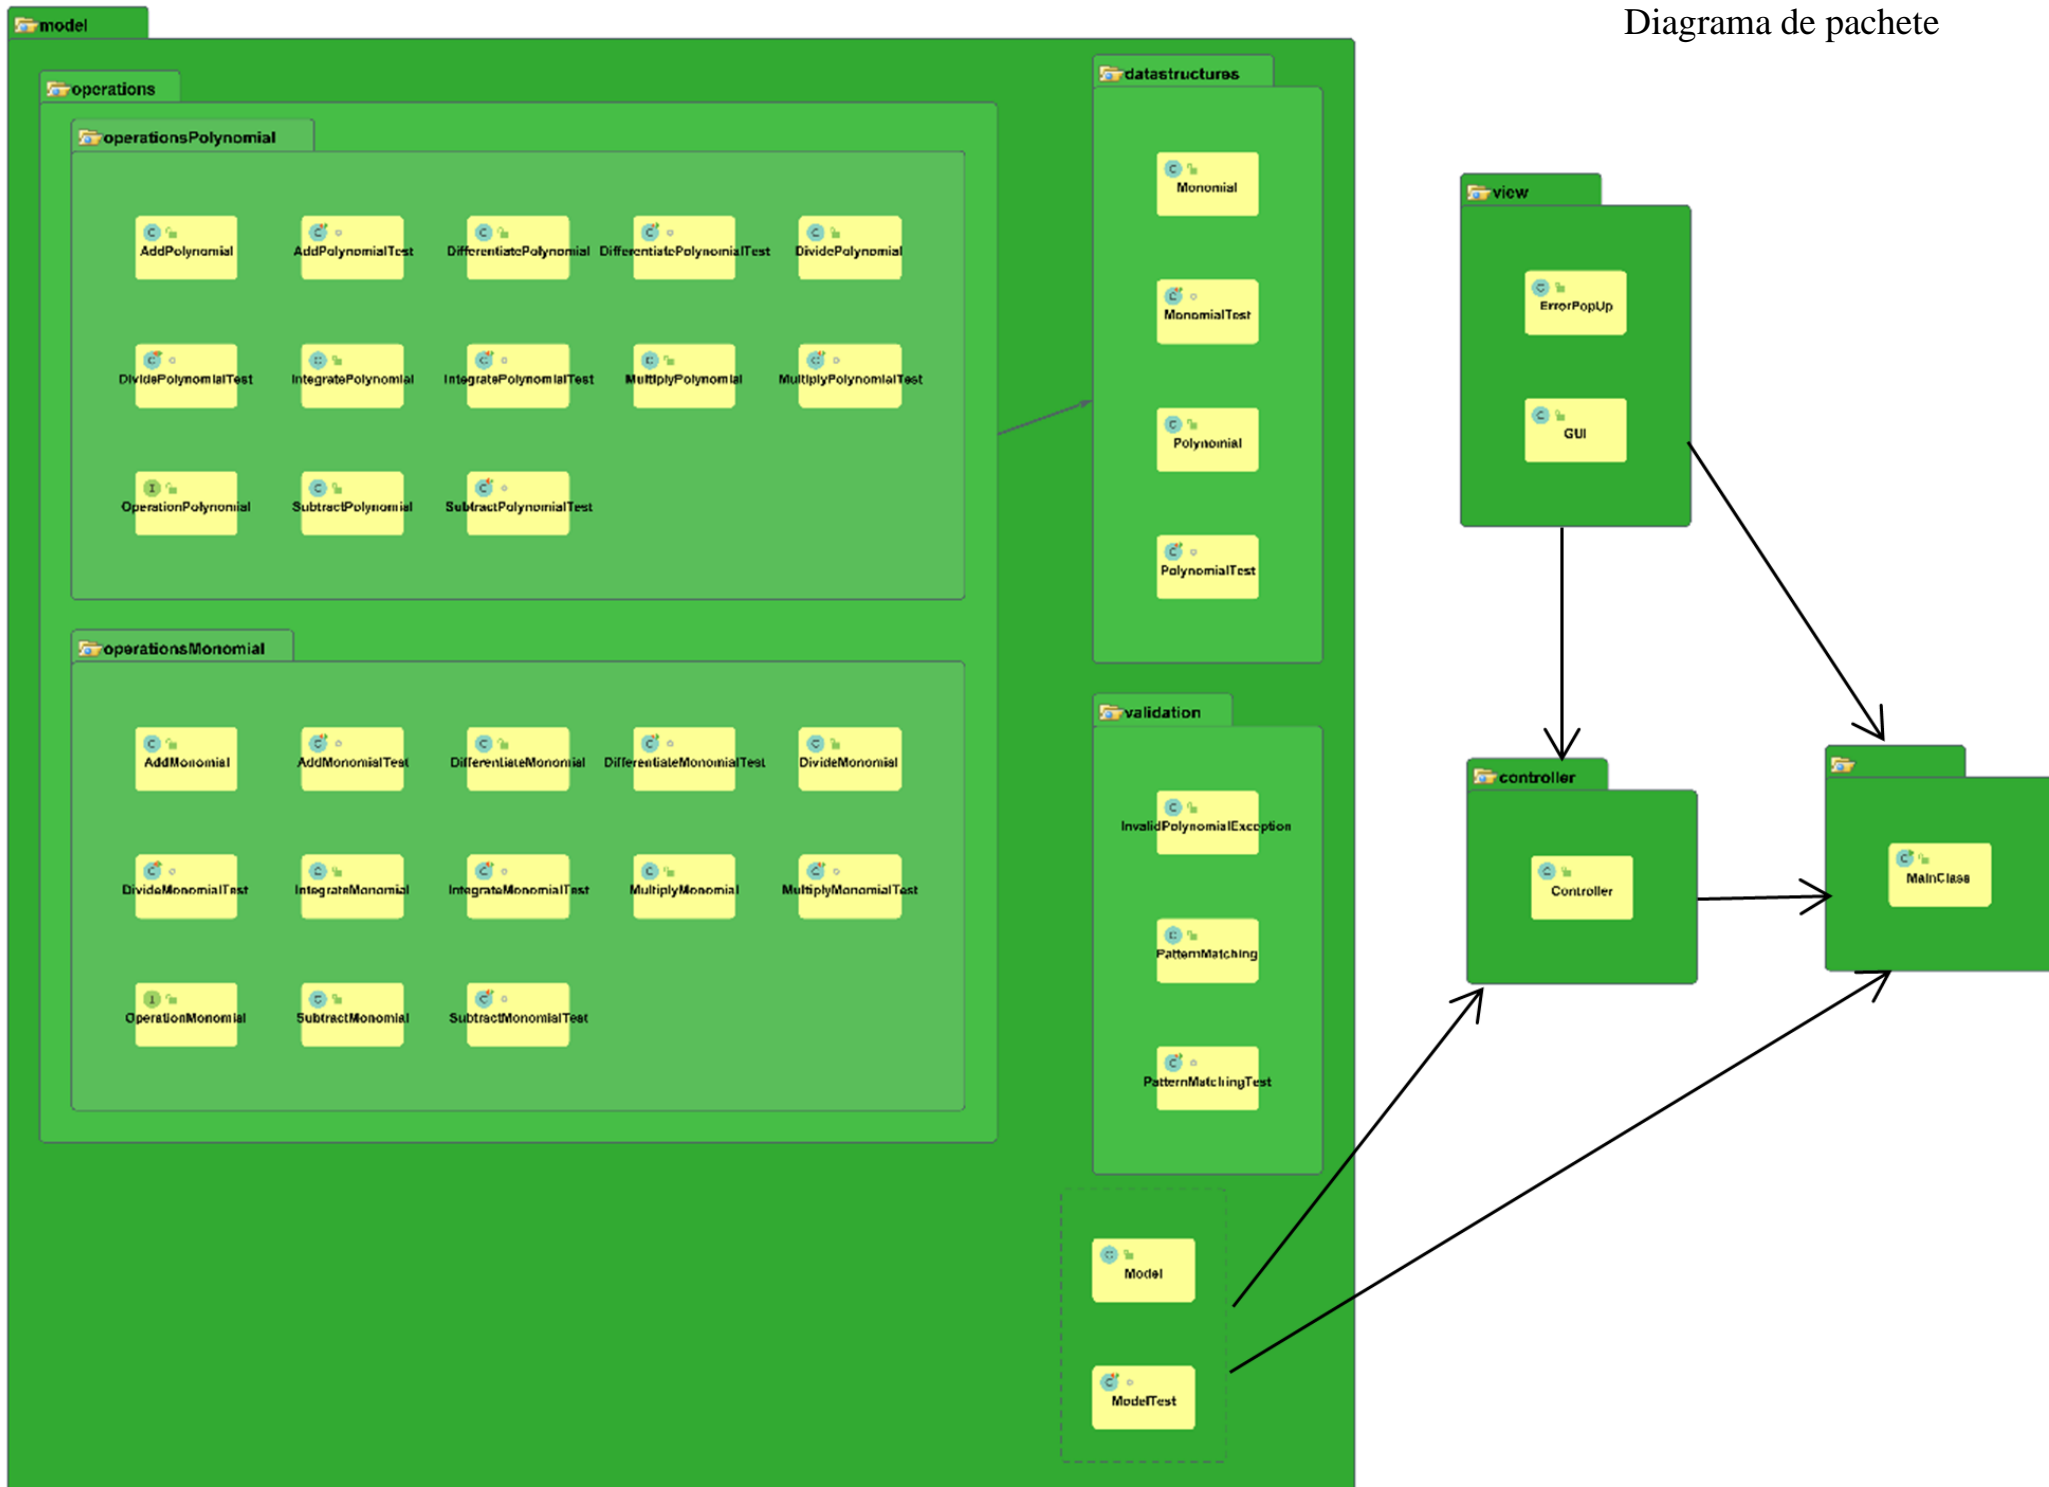 Diagrama de pachete
model
operations
operationsPolynomial
AddPolynomial
AddPolynomialTest
DifferentiatePolynomial
DifferentiatePolynomialTest
DividePolynomial
DividePolynomialTest
IntegratePolynomial
IntegratePolynomialTest
MultiplyPolynomial
MultiplyPolynomialTest
OperationPolynomial
SubtractPolynomial
SubtractPolynomialTest
operationsMonomial
AddMonomial
AddMonomialTest
DifferentiateMonomial
DifferentiateMonomialTest
DivideMonomial
DivideMonomialTest
IntegrateMonomial
IntegrateMonomialTest
MultiplyMonomial
MultiplyMonomialTest
OperationMonomial
SubtractMonomial
SubtractMonomialTest
datastructures
Monomial
MonomialTest
Polynomial
PolynomialTest
validation
InvalidPolynomialException
PatternMatching
PatternMatchingTest
Model
ModelTest
view
ErrorPopUp
GUI
controller
Controller
MainClass